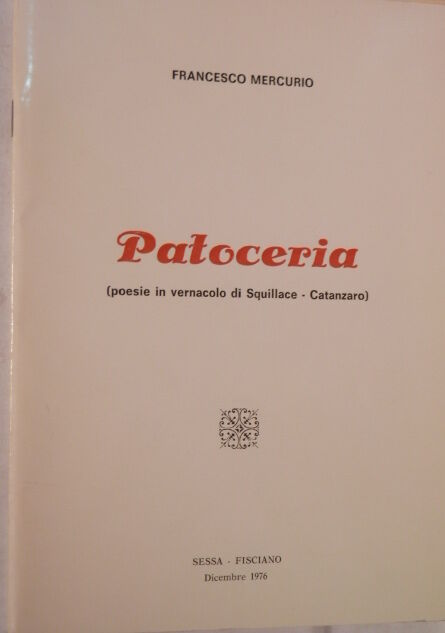 FRANCESCO MERCURIO
Patoceria
(poesie in vernacolo di Squillace - Catanzaro)
SESSA - FISCIANO
Dicembre 1976